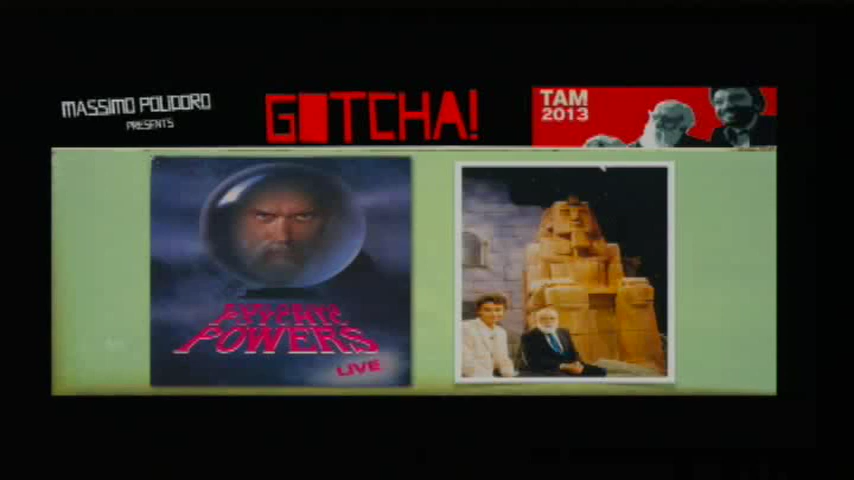 MASSIMO POLIDORO
PRESENTS
GOTCHA!
TAM
2013
PSYCHIC
POWERS
LIVE